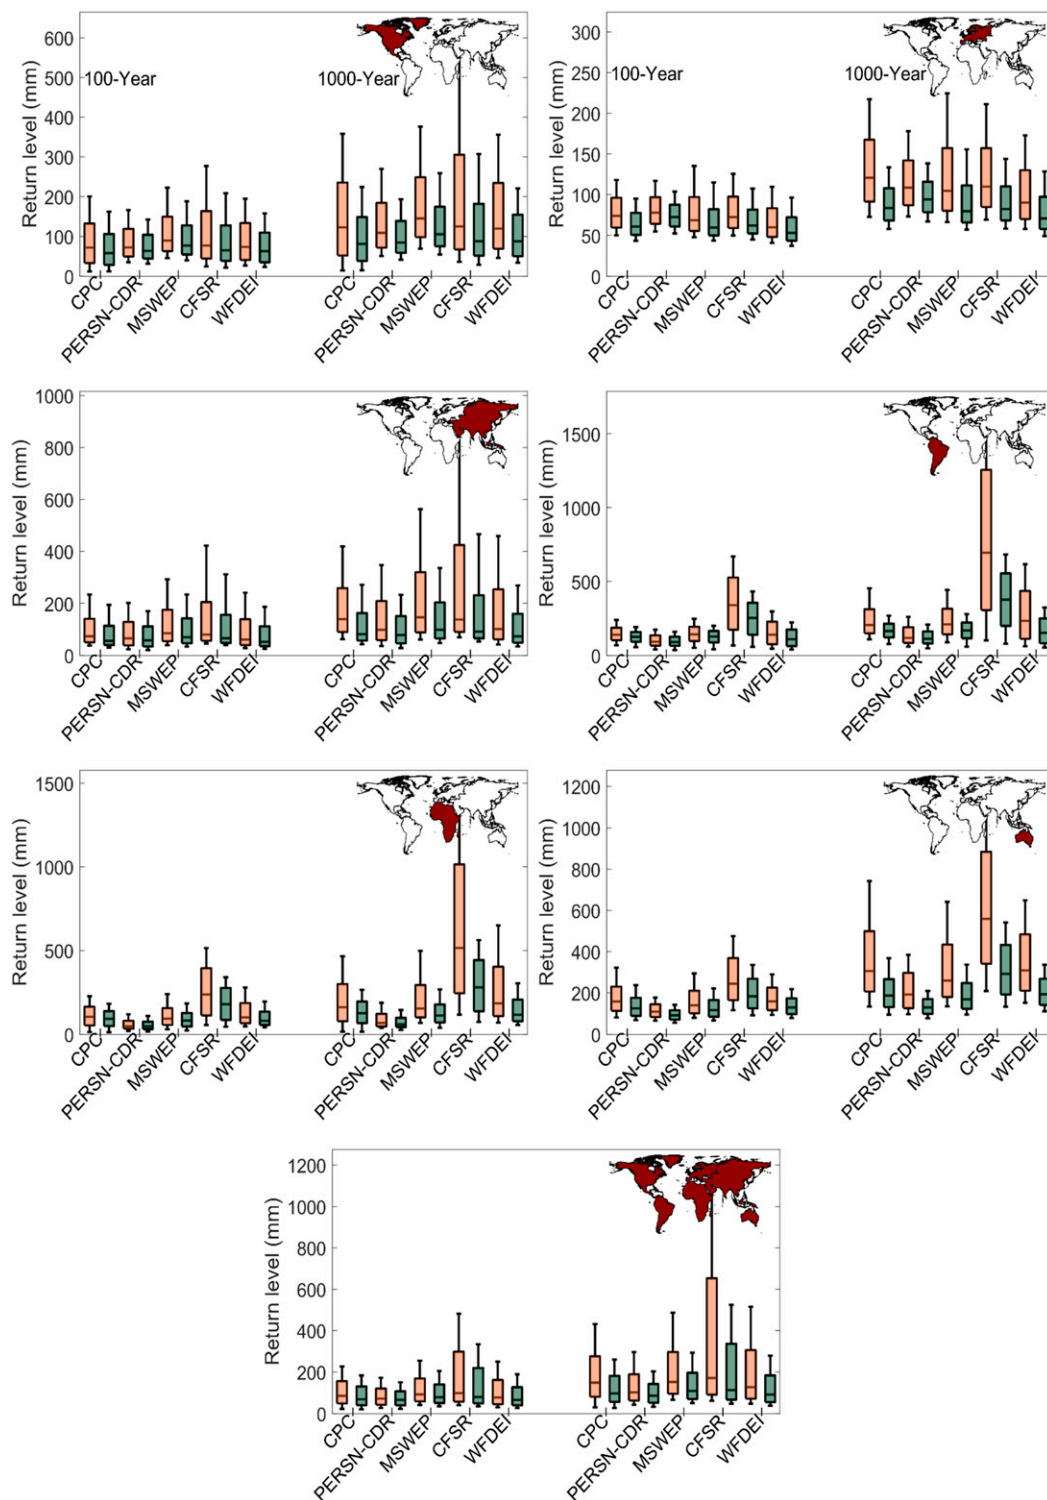 600
500
400
300
200
100
0
Return level (mm)
100-Year
1000-Year
CPC
PERSN-CDR
MSWEP
CFSR
WFDEI
CPC
PERSN-CDR
MSWEP
CFSR
WFDEI
300
250
200
150
100
50
0
Return level (mm)
100-Year
1000-Year
CPC
PERSN-CDR
MSWEP
CFSR
WFDEI
CPC
PERSN-CDR
MSWEP
CFSR
WFDEI
1000
800
600
400
200
0
Return level (mm)
CPC
PERSN-CDR
MSWEP
CFSR
WFDEI
CPC
PERSN-CDR
MSWEP
CFSR
WFDEI
1500
1000
500
0
Return level (mm)
CPC
PERSN-CDR
MSWEP
CFSR
WFDEI
CPC
PERSN-CDR
MSWEP
CFSR
WFDEI
1500
1000
500
0
Return level (mm)
CPC
PERSN-CDR
MSWEP
CFSR
WFDEI
CPC
PERSN-CDR
MSWEP
CFSR
WFDEI
1200
1000
800
600
400
200
0
Return level (mm)
CPC
PERSN-CDR
MSWEP
CFSR
WFDEI
CPC
PERSN-CDR
MSWEP
CFSR
WFDEI
1200
1000
800
600
400
200
0
Return level (mm)
CPC
PERSN-CDR
MSWEP
CFSR
WFDEI
CPC
PERSN-CDR
MSWEP
CFSR
WFDEI